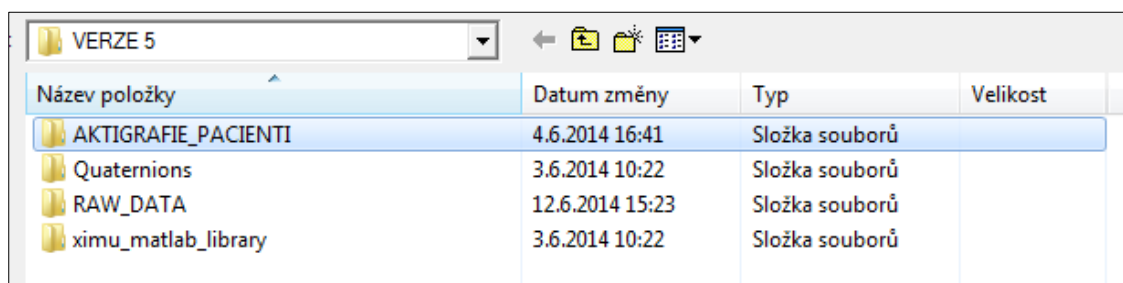 VERZE 5
Název položky Datum změny Typ Velikost
AKTIGRAFIE_PACIENTI 4.6.2014 16:41 Složka souborů
Quaternions 3.6.2014 10:22 Složka souborů
RAW_DATA 12.6.2014 15:23 Složka souborů
ximu_matlab_library 3.6.2014 10:22 Složka souborů